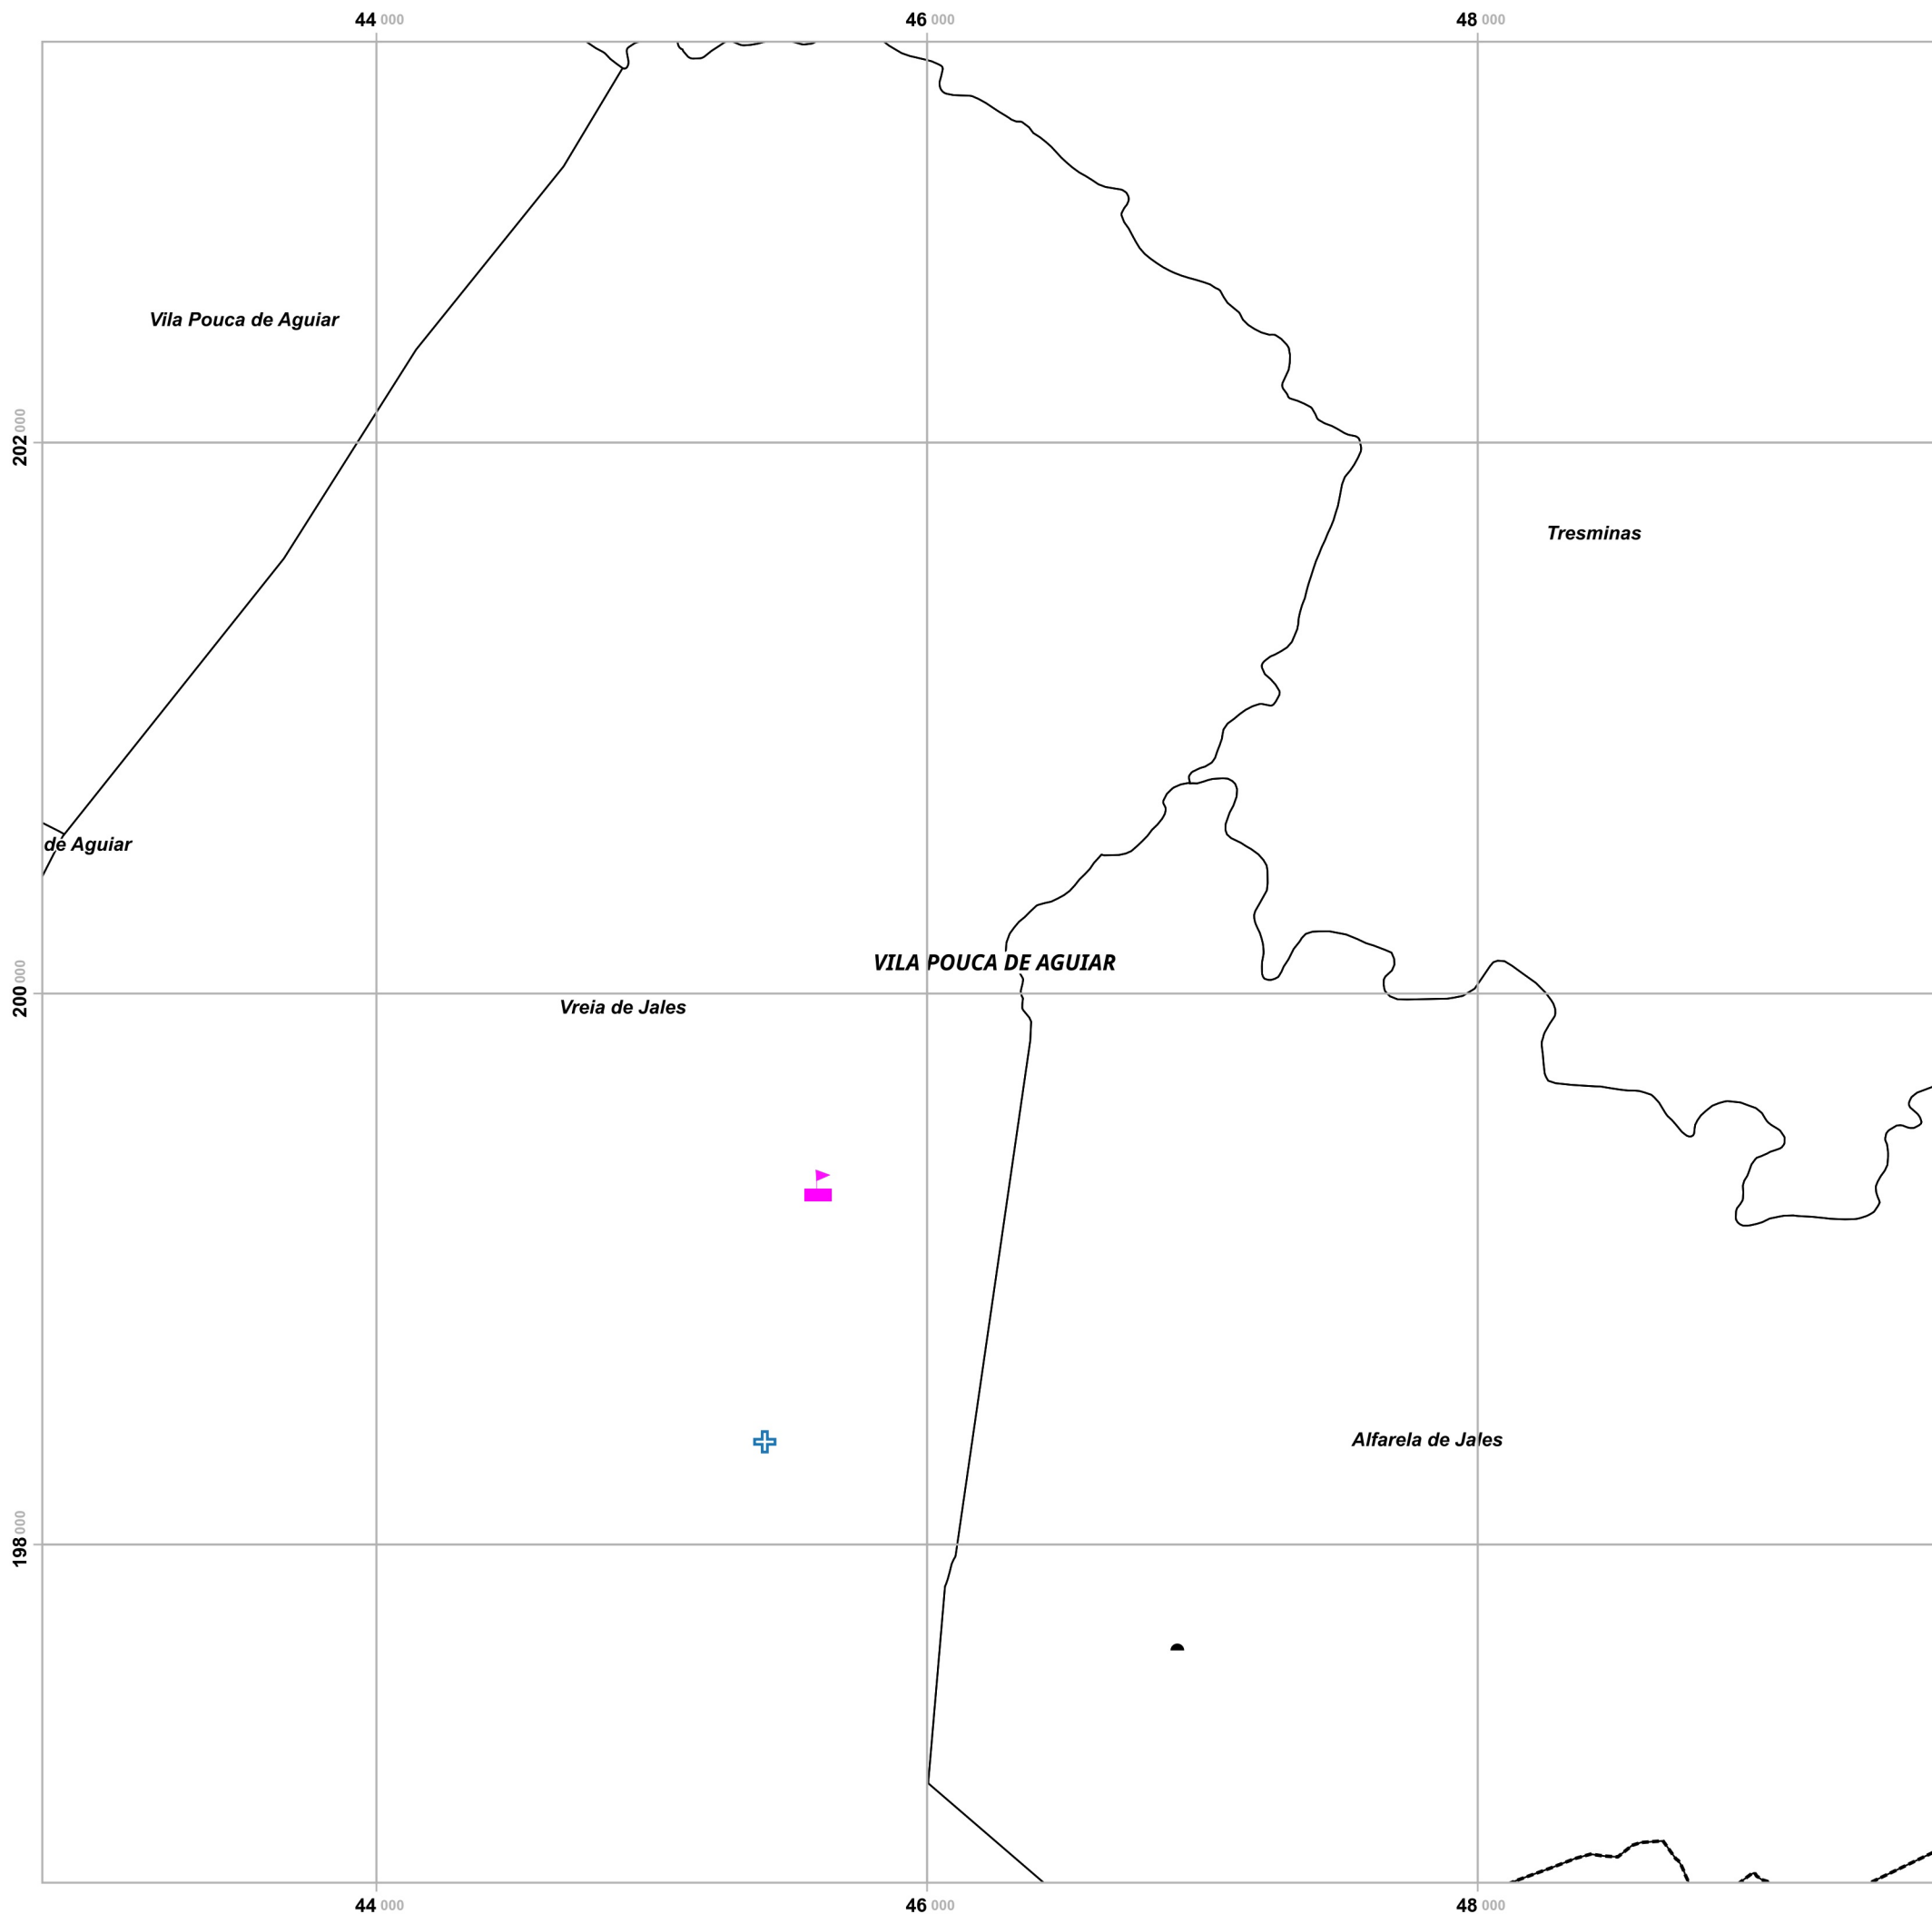 44 000 46 000 48 000
Vila Pouca de Aguiar
202 000
Tresminas
de Aguiar
VILA POUCA DE AGUIAR
200 000
Vreia de Jales
Alfarela de Jales
198 000
44 000 46 000 48 000